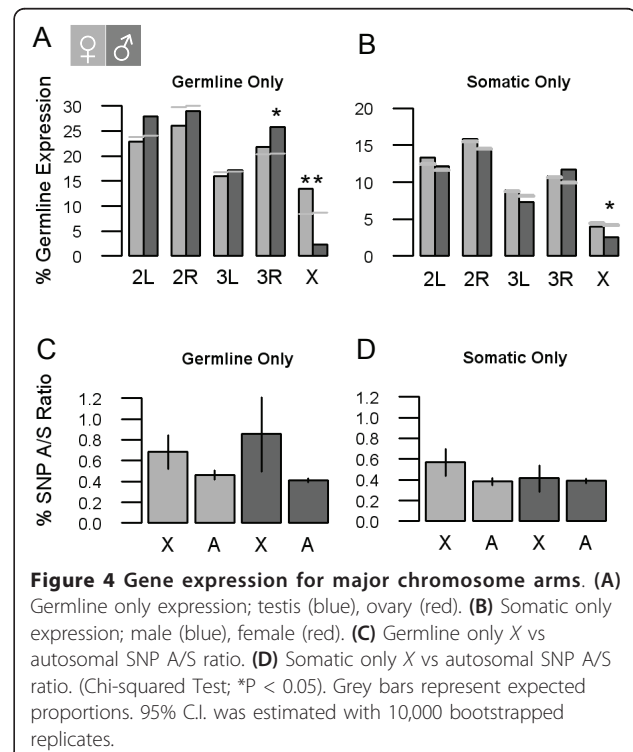 A
♀ ♂
Germline Only
% Germline Expression
30
25
20
15
10
5
0
*
**
2L 2R 3L 3R X
B
Somatic Only
20
15
10
5
0
*
2L 2R 3L 3R X
C
Germline Only
% SNP A/S Ratio
1.2
1.0
0.8
0.6
0.4
0.2
0.0
X A X A
D
Somatic Only
1.2
1.0
0.8
0.6
0.4
0.2
0.0
X A X A
Figure 4 Gene expression for major chromosome arms. (A)
Germline only expression; testis (blue), ovary (red). (B) Somatic only
expression; male (blue), female (red). (C) Germline only X vs
autosomal SNP A/S ratio. (D) Somatic only X vs autosomal SNP A/S
ratio. (Chi-squared Test; *P < 0.05). Grey bars represent expected
proportions. 95% C.I. was estimated with 10,000 bootstrapped
replicates.